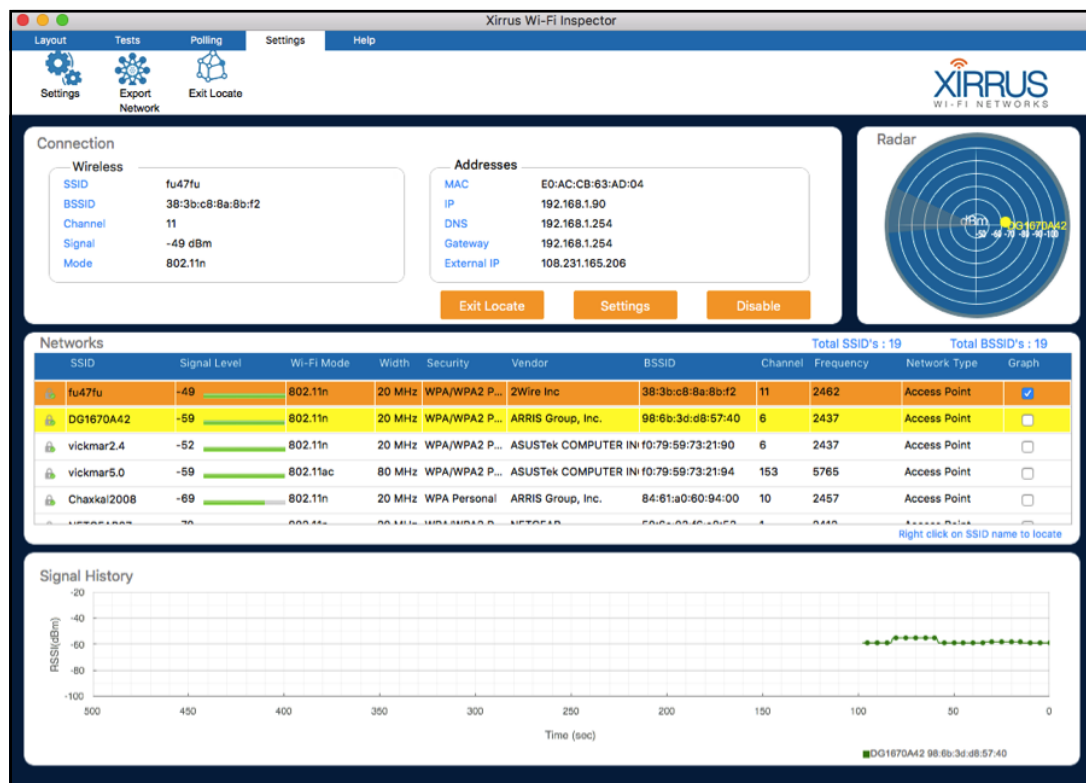 Xirrus Wi-Fi Inspector
Layout Tests Polling Settings Help
Settings Export Network Exit Locate
XIRRUS
WI-FI NETWORKS
Connection
Wireless
SSID fu47fu
BSSID 38:3b:c8:8a:8b:f2
Channel 11
Signal -49 dBm
Mode 802.11n
Addresses
MAC E0:AC:CB:63:AD:04
IP 192.168.1.90
DNS 192.168.1.254
Gateway 192.168.1.254
External IP 108.231.165.206
Exit Locate Settings Disable
Radar
dBm
DG1670A42
-50 -60 -70 -80 -90 -100
Networks
Total SSID's : 19 Total BSSID's : 19
SSID Signal Level Wi-Fi Mode Width Security Vendor BSSID Channel Frequency Network Type Graph
fu47fu -49 802.11n 20 MHz WPA/WPA2 P... 2Wire Inc 38:3b:c8:8a:8b:f2 11 2462 Access Point
DG1670A42 -59 802.11n 20 MHz WPA/WPA2 P... ARRIS Group, Inc. 98:6b:3d:d8:57:40 6 2437 Access Point
vickmar2.4 -52 802.11n 20 MHz WPA/WPA2 P... ASUSTek COMPUTER IN f0:79:59:73:21:90 6 2437 Access Point
vickmar5.0 -59 802.11ac 80 MHz WPA/WPA2 P... ASUSTek COMPUTER IN f0:79:59:73:21:94 153 5765 Access Point
Chaxkal2008 -69 802.11n 20 MHz WPA Personal ARRIS Group, Inc. 84:61:a0:60:94:00 10 2457 Access Point
Right click on SSID name to locate
Signal History
RSSI(dBm)
-20
-40
-60
-80
-100
500 450 400 350 300 250 200 150 100 50 0
Time (sec)
DG1670A42 98:6b:3d:d8:57:40